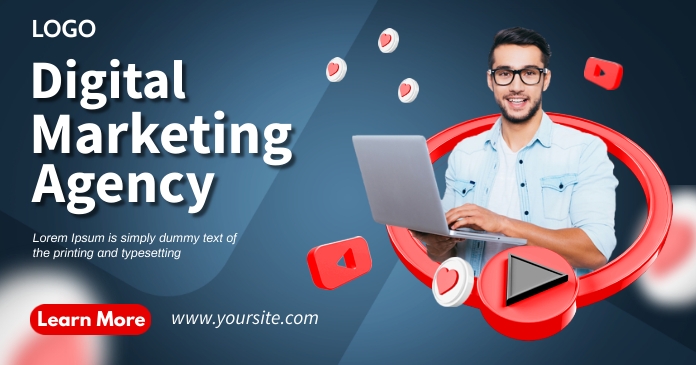 LOGO
Digital
Marketing
Agency
Lorem Ipsum is simply dummy text of
the printing and typesetting
Learn More
www.yoursite.com